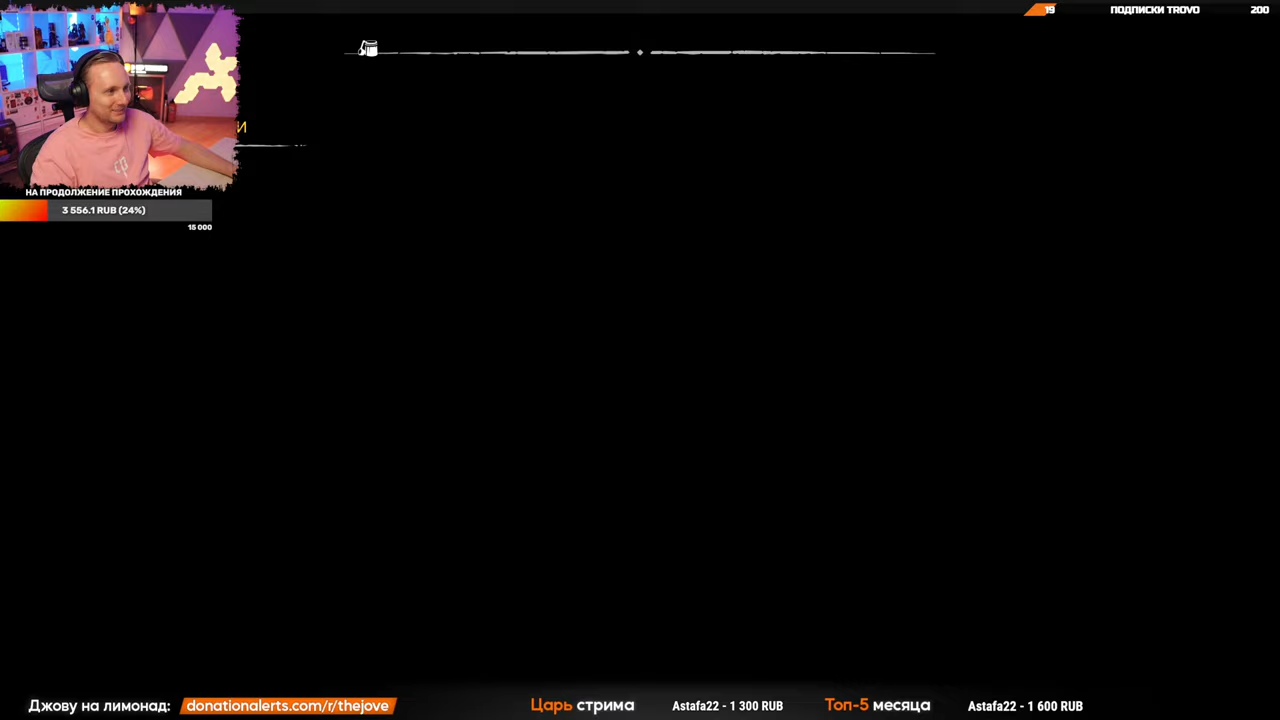 19 ПОДПИСКИ TROVO 200
И
НА ПРОДОЛЖЕНИЕ ПРОХОЖДЕНИЯ
3 556.1 RUB (24%)
15 000
Джову на лимонад: donationalerts.com/r/thejove Царь стрима Astafa22 - 1 300 RUB Топ-5 месяца Astafa22 - 1 600 RUB